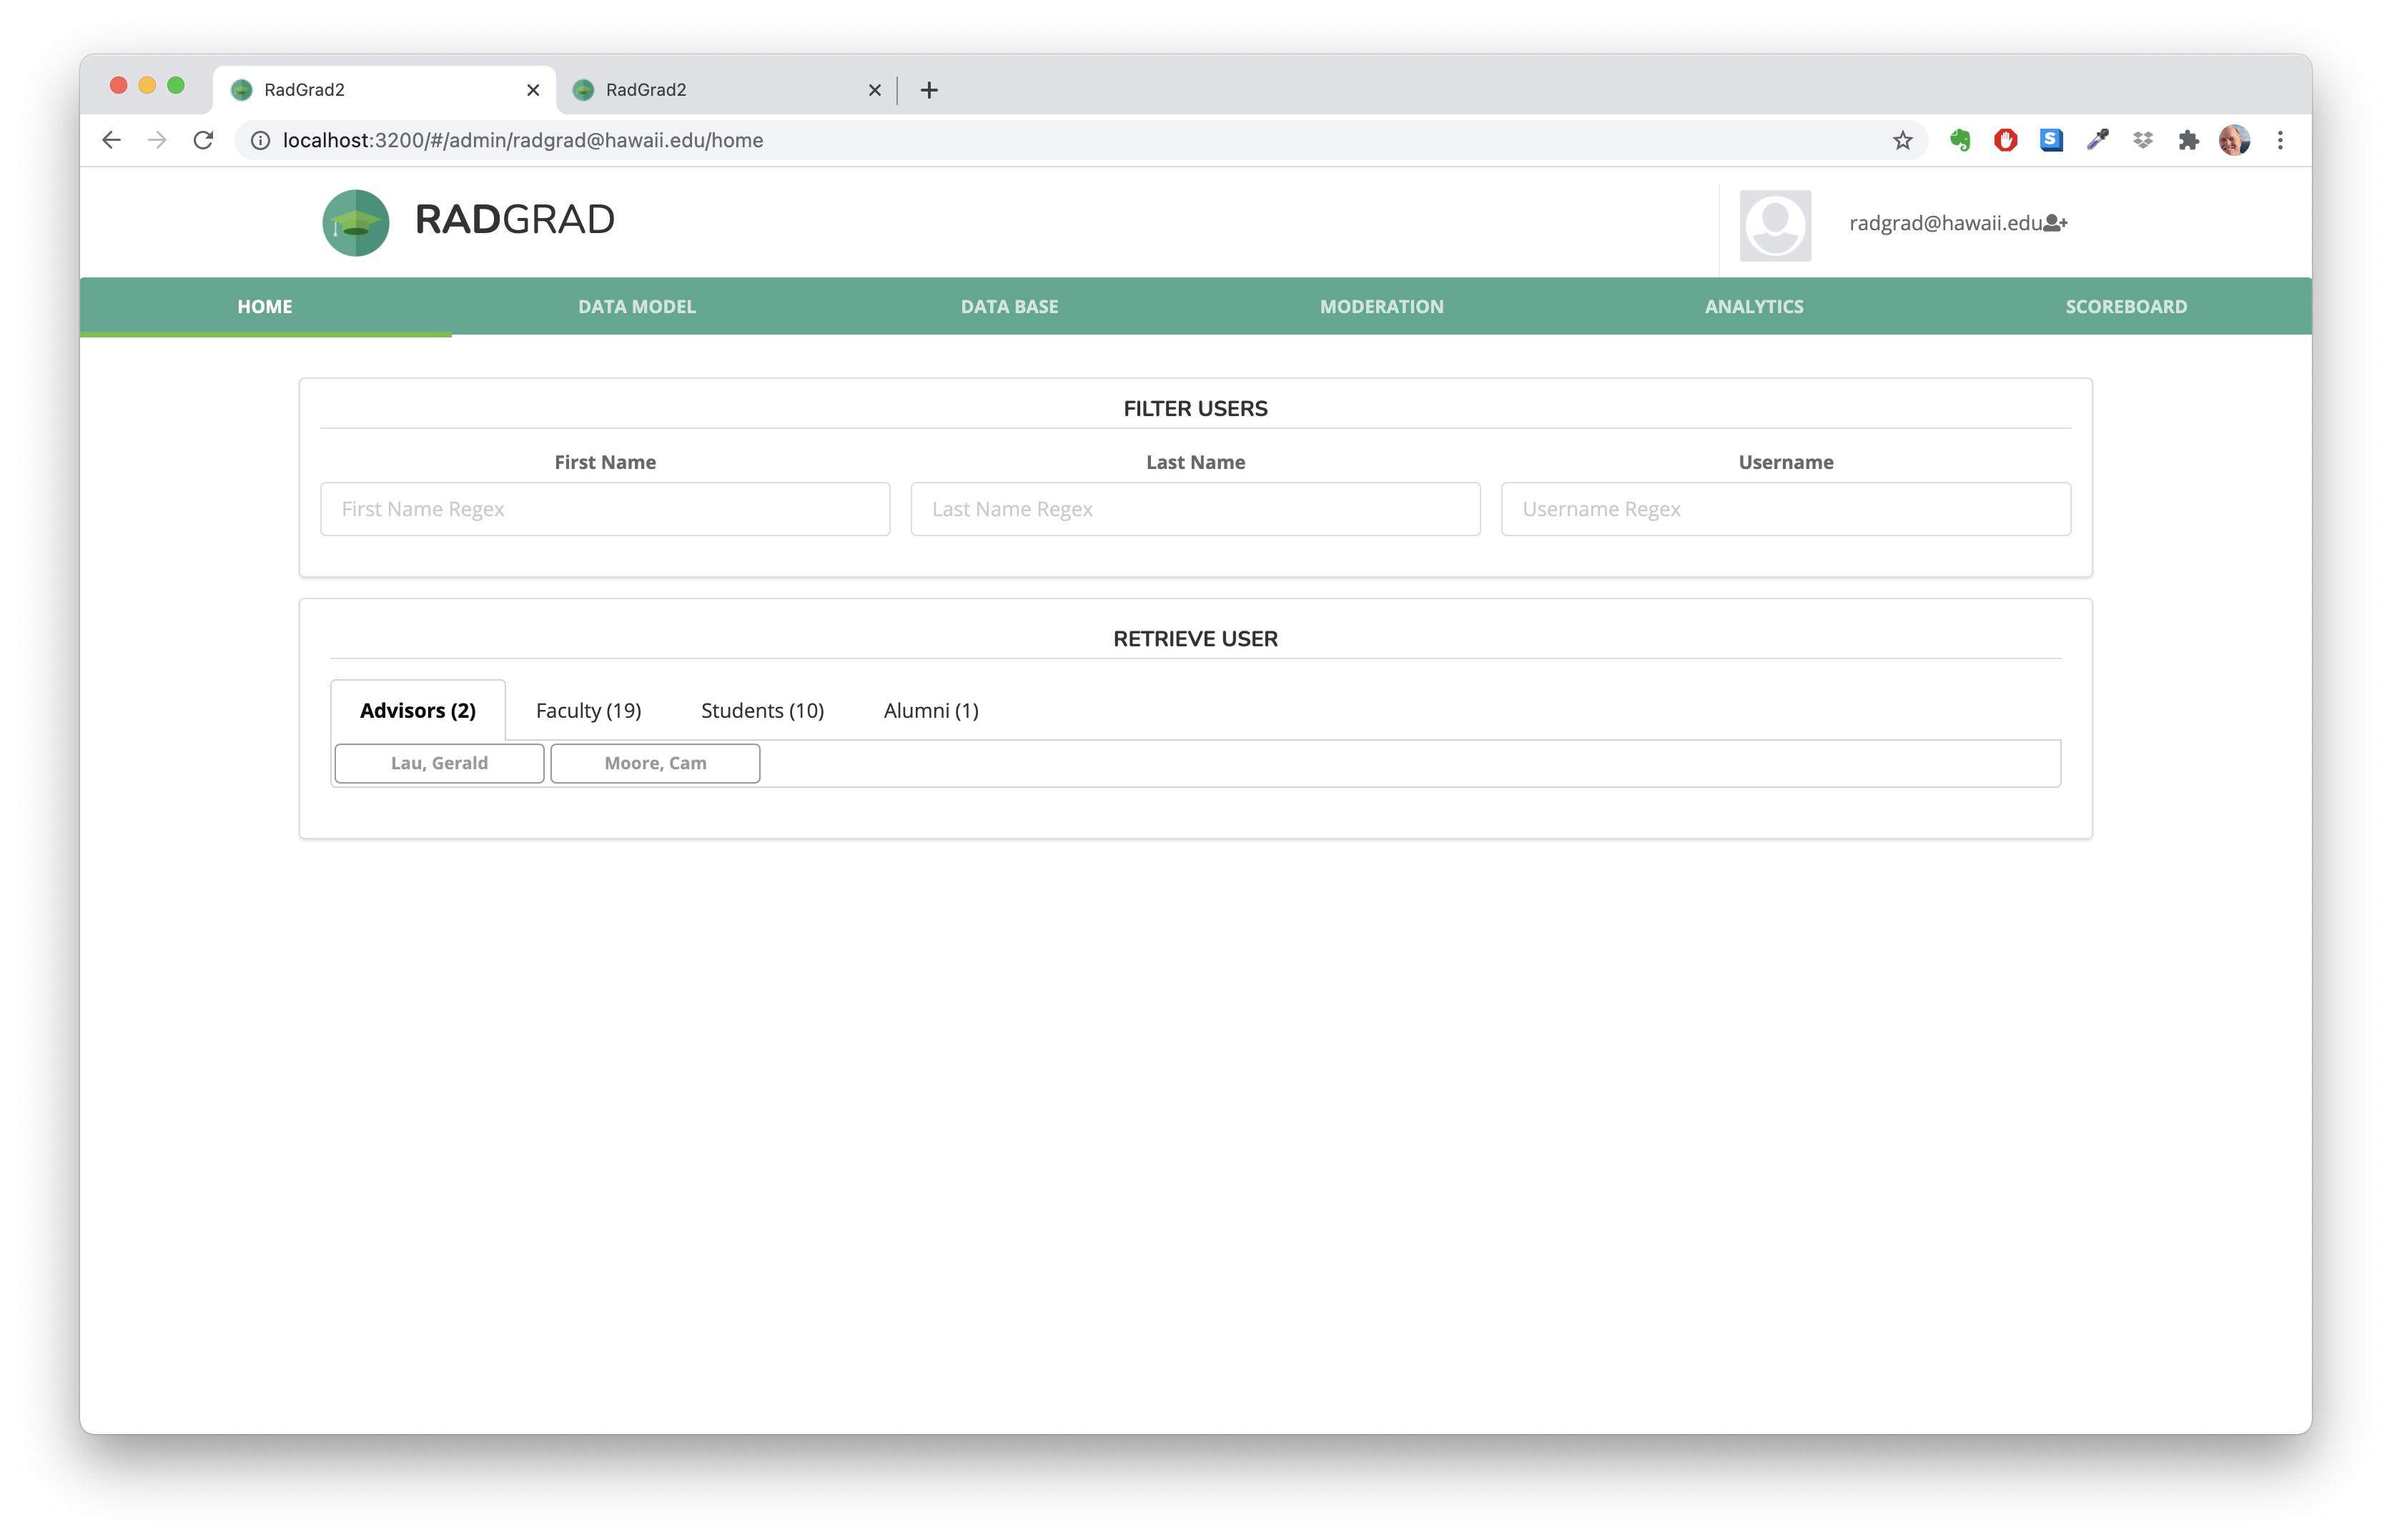 RadGrad2
RadGrad2
localhost:3200/#/admin/radgrad@hawaii.edu/home
S
RADGRAD
radgrad@hawaii.edu
HOME DATA MODEL DATA BASE MODERATION ANALYTICS SCOREBOARD
FILTER USERS
First Name Last Name Username
First Name Regex Last Name Regex Username Regex
RETRIEVE USER
Advisors (2) Faculty (19) Students (10) Alumni (1)
Lau, Gerald Moore, Cam